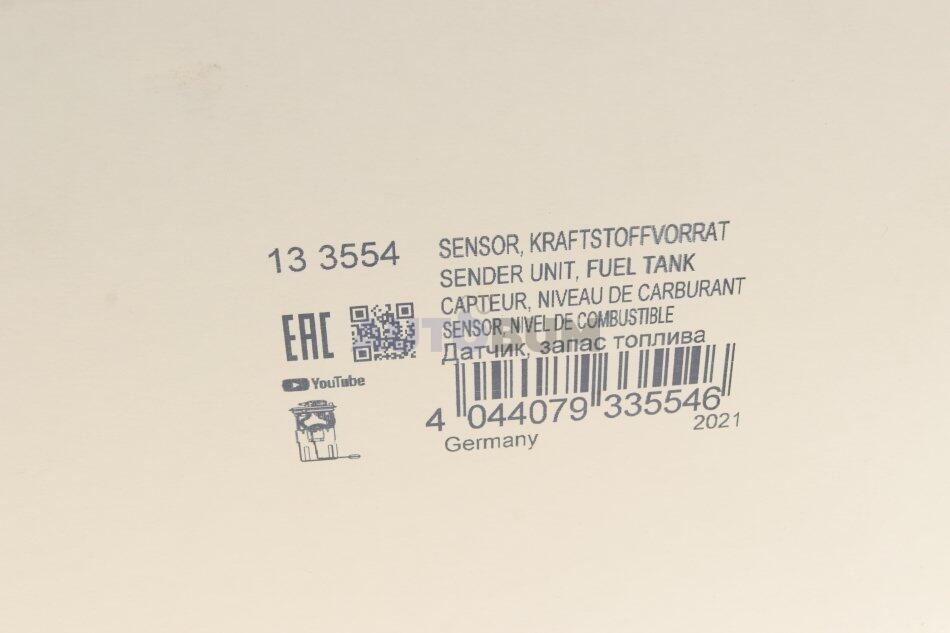 13 3554
SENSOR, KRAFTSTOFFVORRAT
SENDER UNIT, FUEL TANK
CAPTEUR, NIVEAU DE CARBURANT
SENSOR, NIVEL DE COMBUSTIBLE
Датчик, запас топлива
EAC
AUTOBUM
YouTube
4 044079 335546
Germany
2021